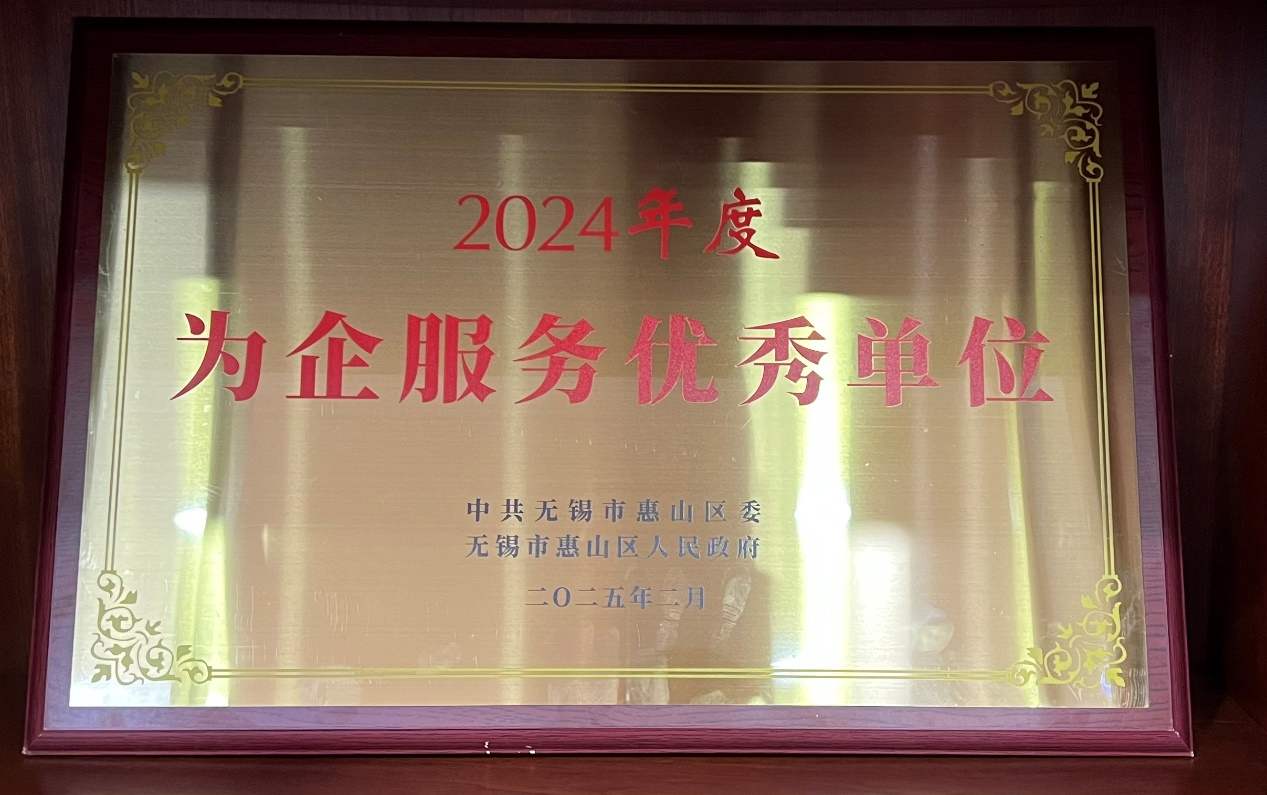 2024年度
为企服务优秀单位
中共无锡市惠山区委
无锡市惠山区人民政府
二〇二五年二月